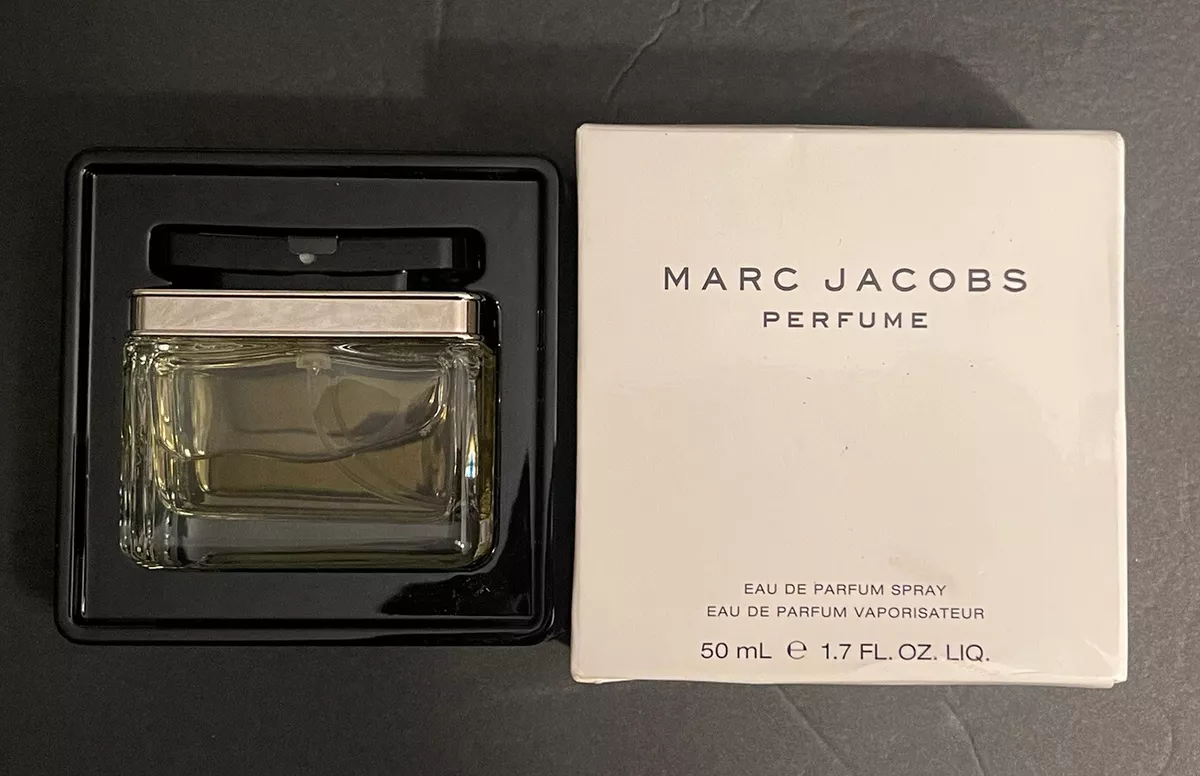 MARC JACOBS
PERFUME
EAU DE PARFUM SPRAY
EAU DE PARFUM VAPORISATEUR
50 mL ℮ 1.7 FL. OZ. LIQ.